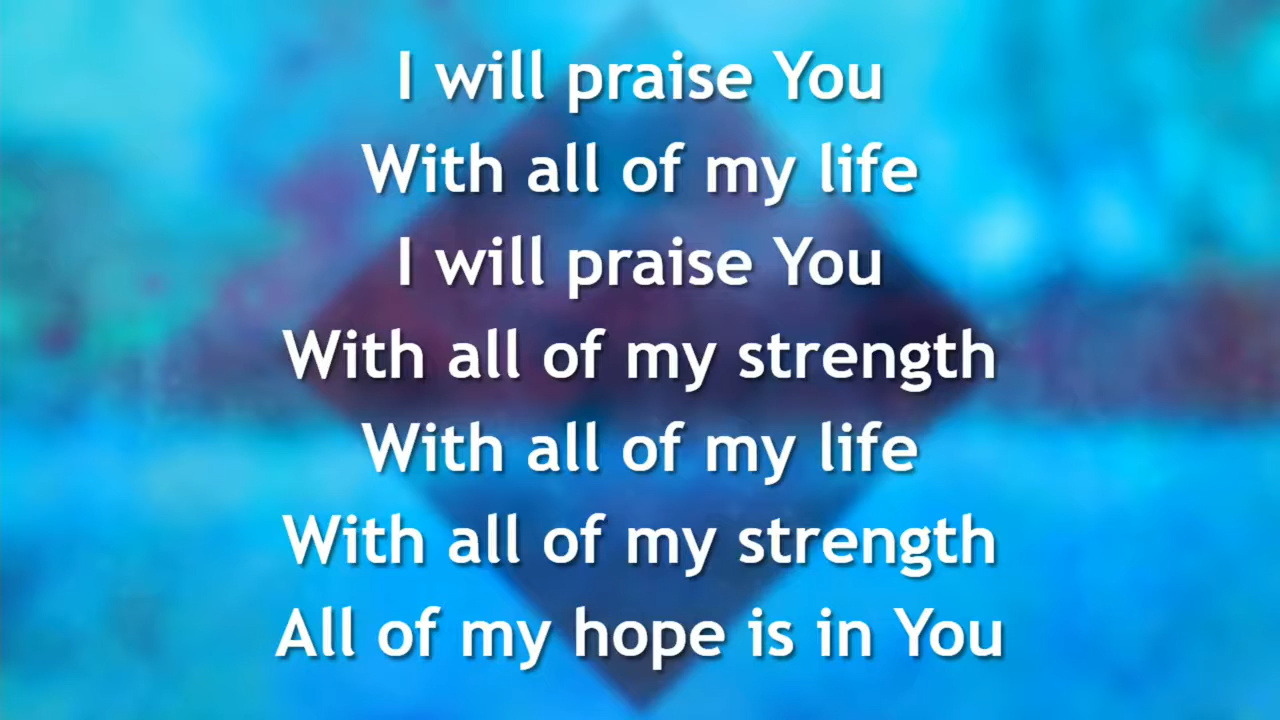 I will praise You
With all of my life
I will praise You
With all of my strength
With all of my life
With all of my strength
All of my hope is in You